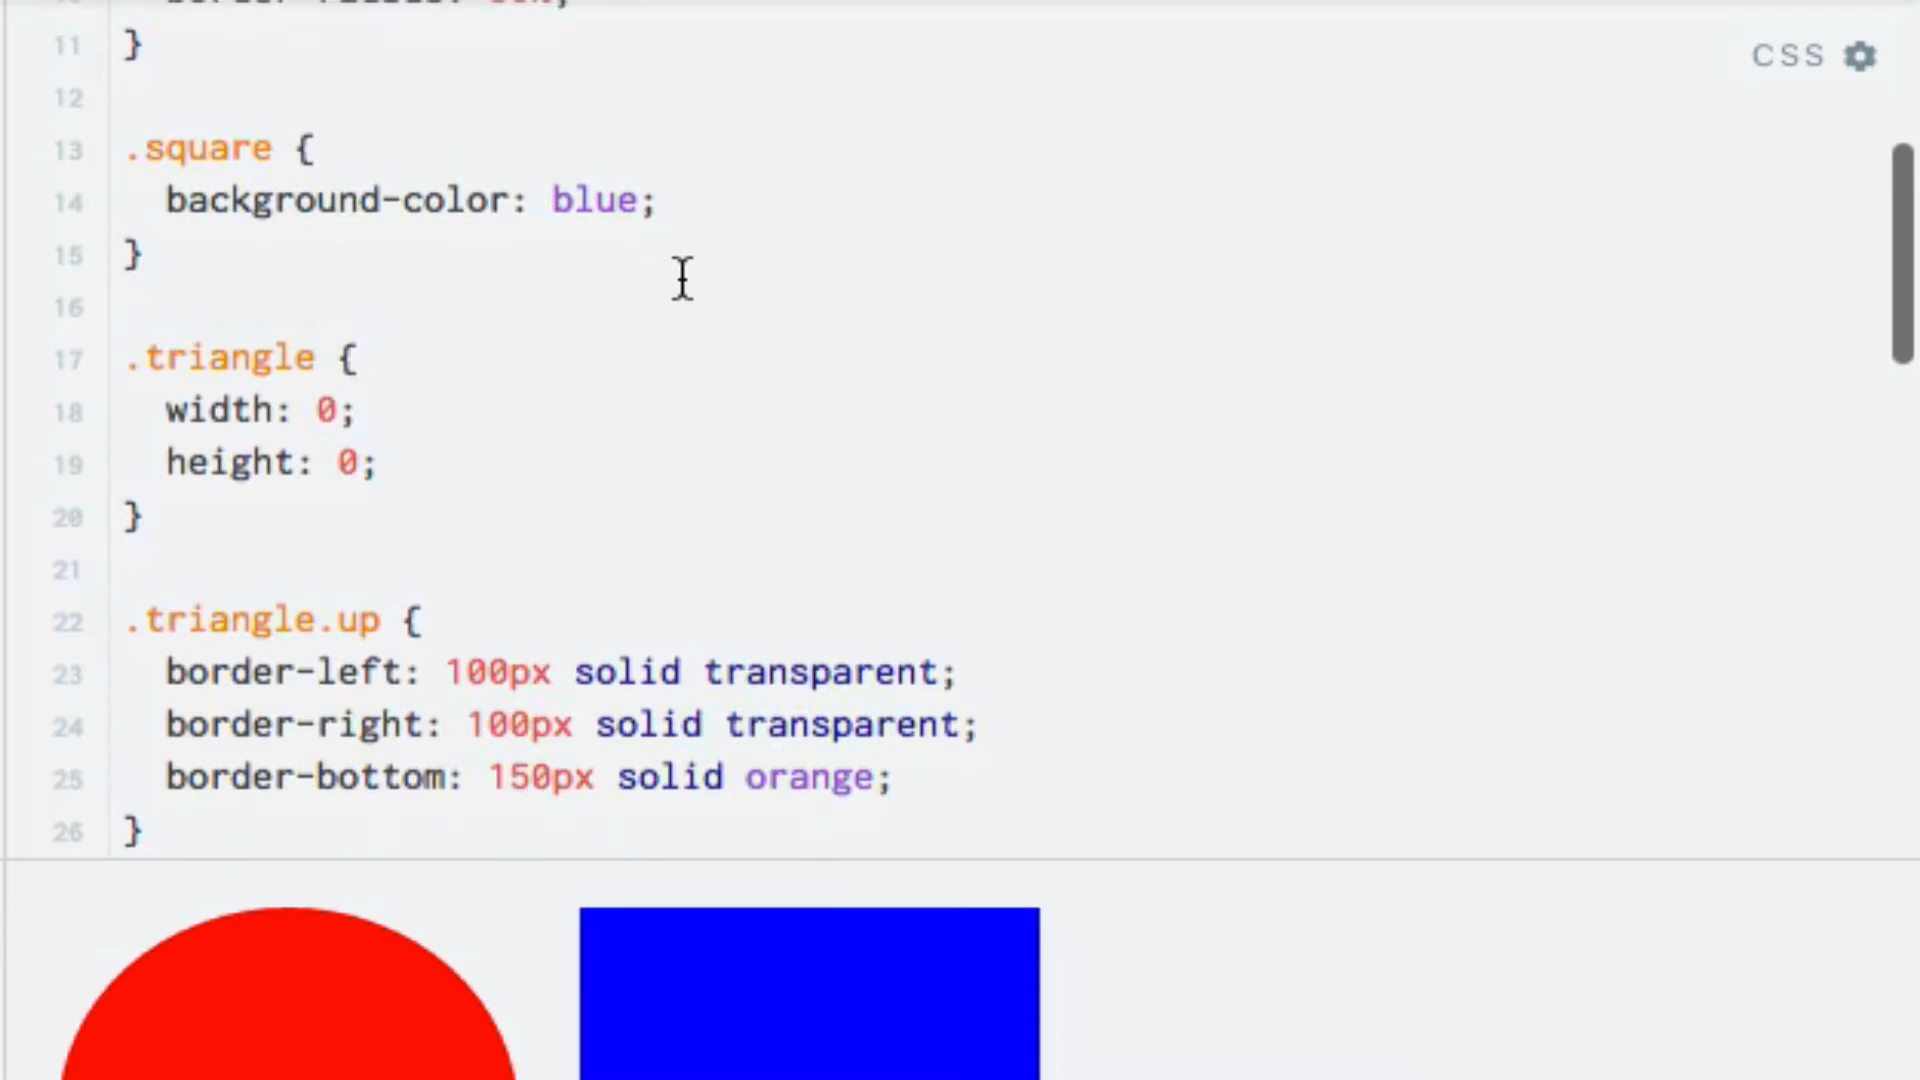 11 }
CSS
12
13 .square {
14 background-color: blue;
15 }
16
17 .triangle {
18 width: 0;
19 height: 0;
20 }
21
22 .triangle.up {
23 border-left: 100px solid transparent;
24 border-right: 100px solid transparent;
25 border-bottom: 150px solid orange;
26 }